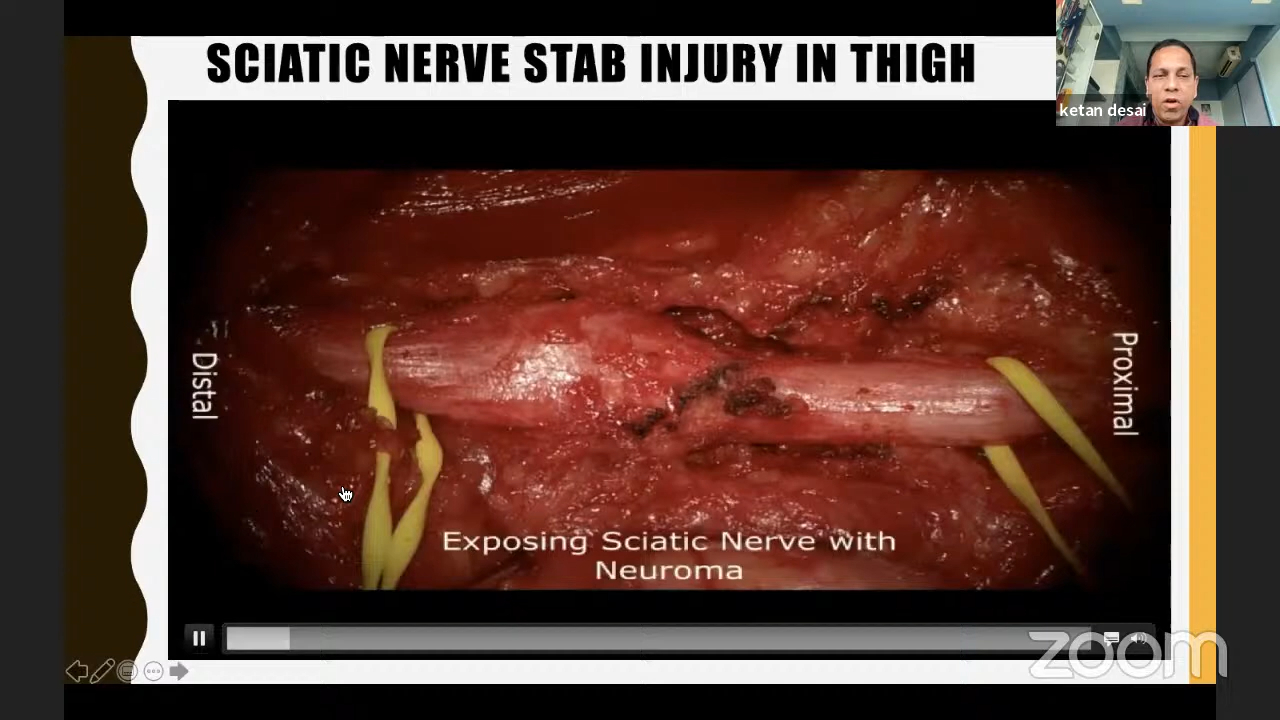 SCIATIC NERVE STAB INJURY IN THIGH
ketan desai
Distal
Proximal
Exposing Sciatic Nerve with
Neuroma
zoom